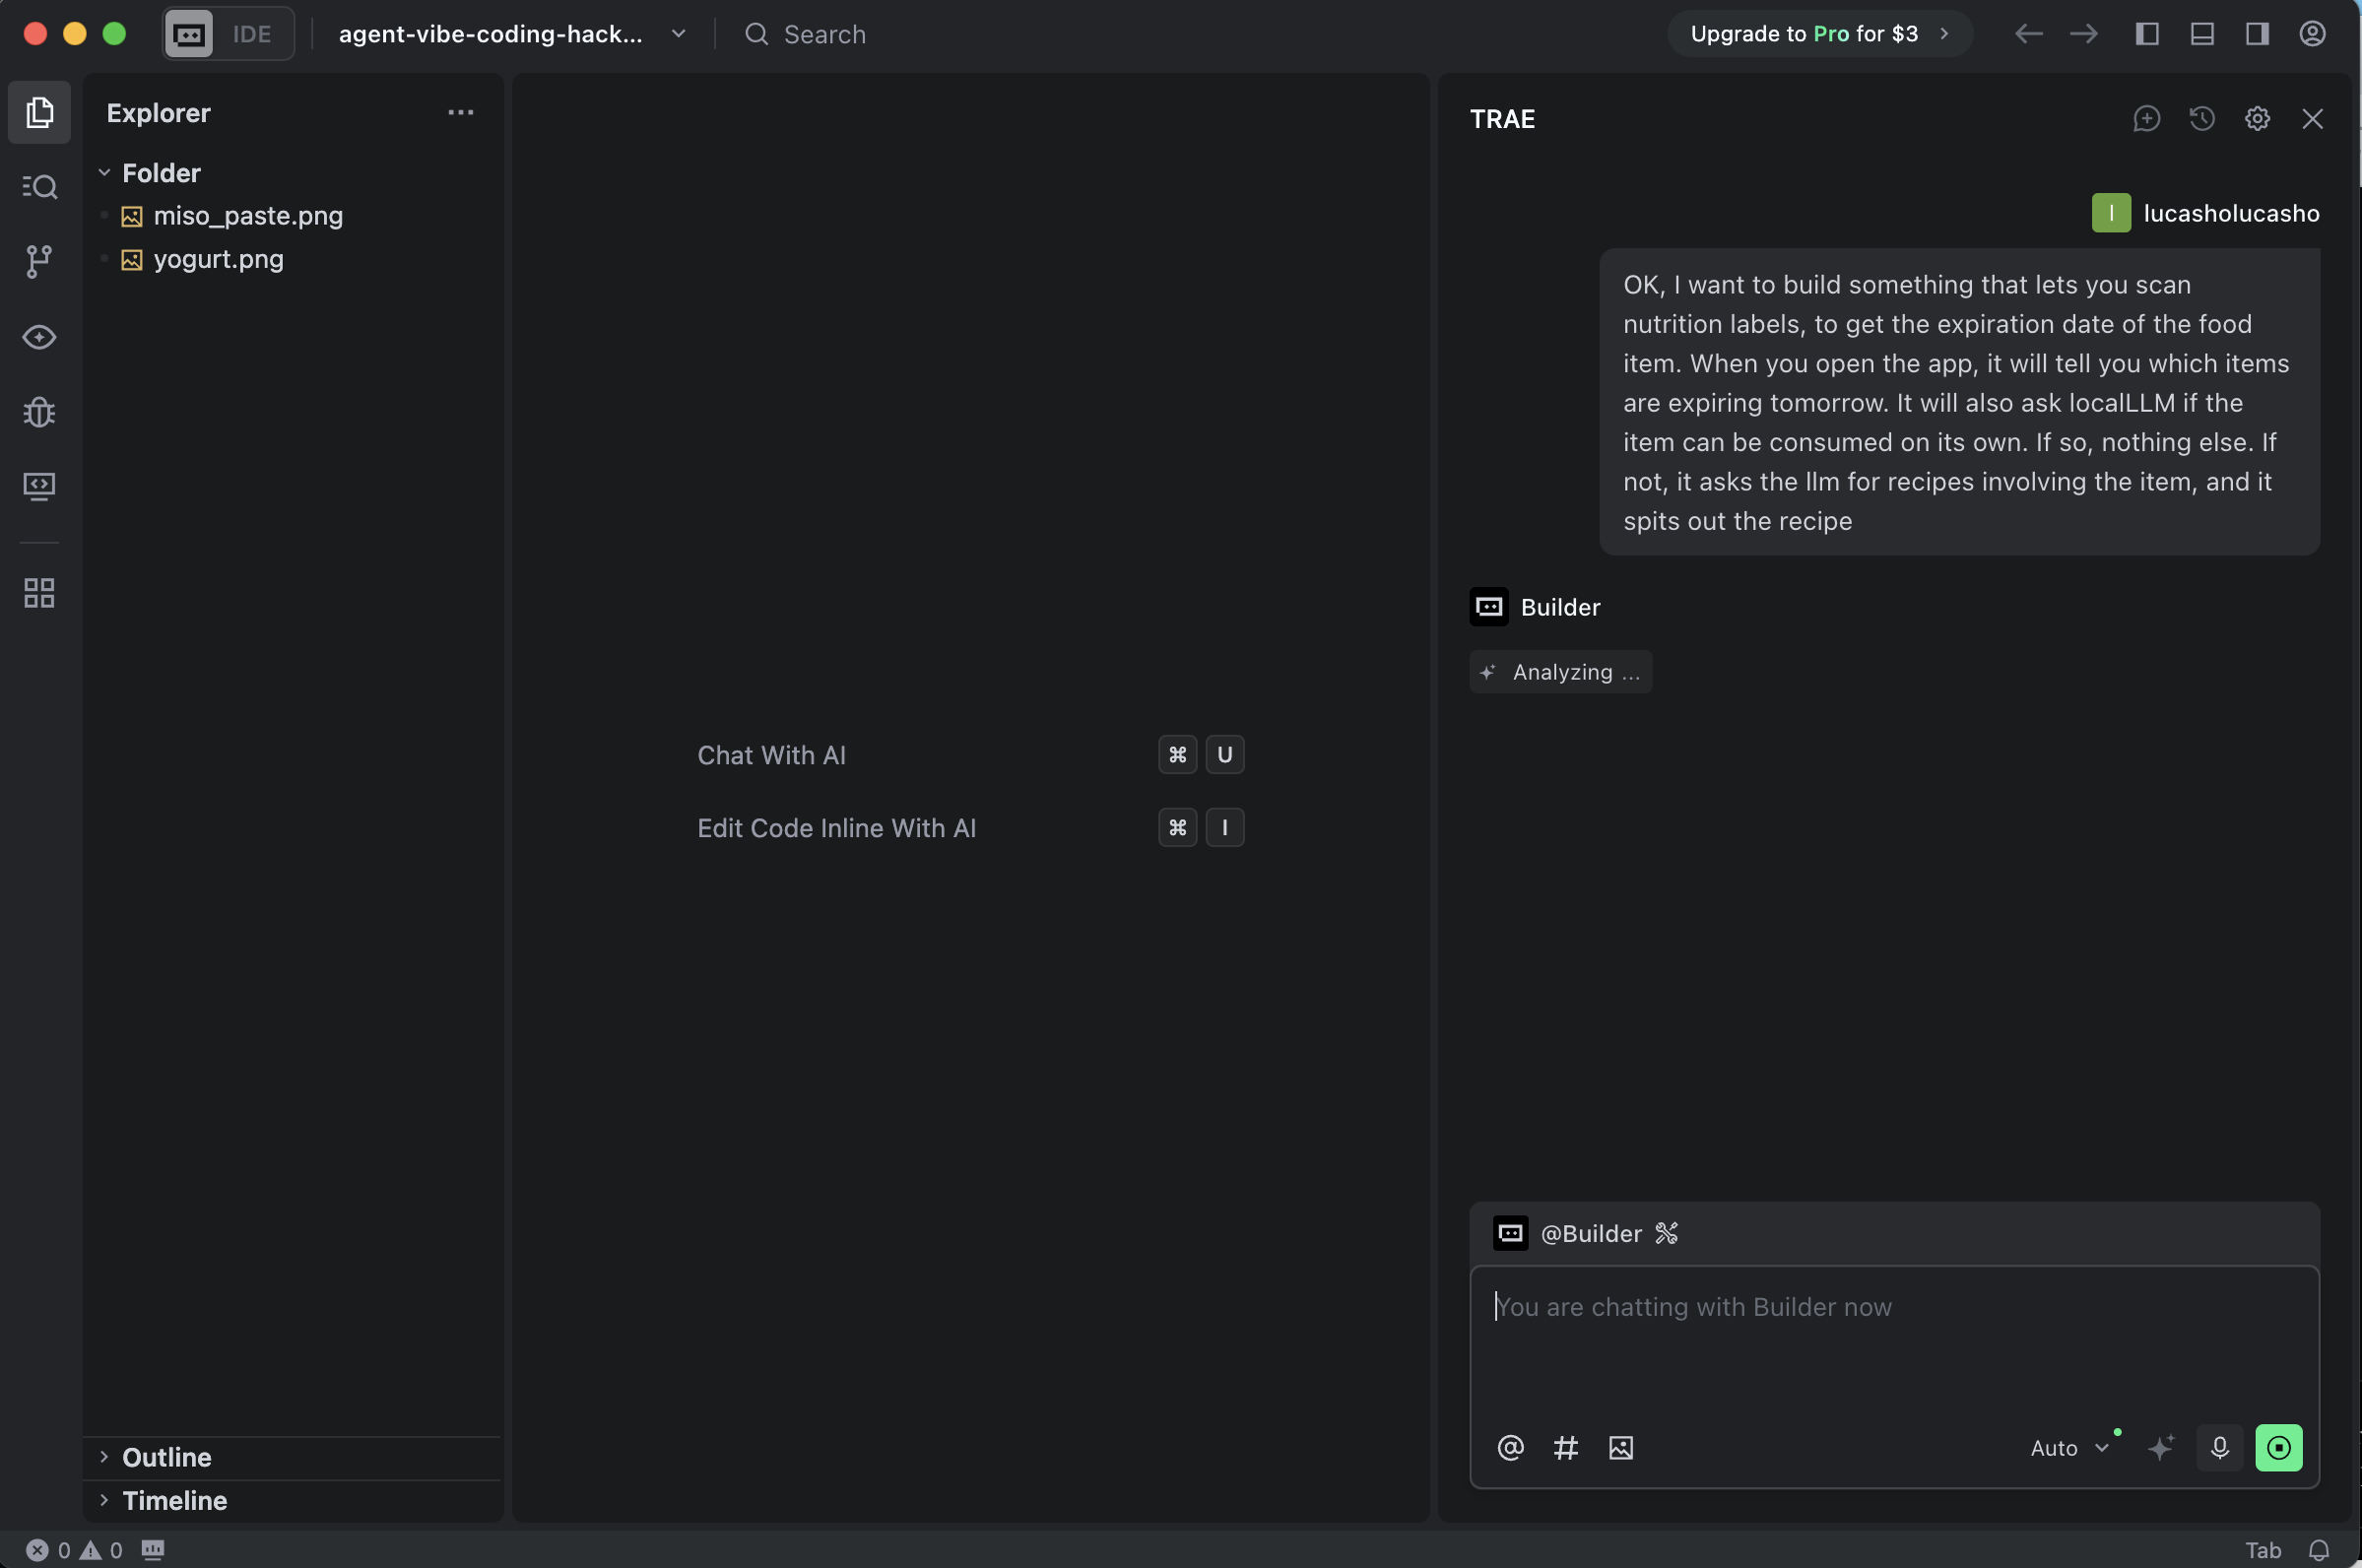 IDE
agent-vibe-coding-hack...
Search
Upgrade to Pro for $3
Explorer
Folder
miso_paste.png
yogurt.png
Outline
Timeline
Chat With AI
⌘ U
Edit Code Inline With AI
⌘ I
TRAE
l
lucasholucasho
OK, I want to build something that lets you scan
nutrition labels, to get the expiration date of the food
item. When you open the app, it will tell you which items
are expiring tomorrow. It will also ask localLLM if the
item can be consumed on its own. If so, nothing else. If
not, it asks the llm for recipes involving the item, and it
spits out the recipe
Builder
Analyzing ...
@Builder
You are chatting with Builder now
Auto
0 0
Tab